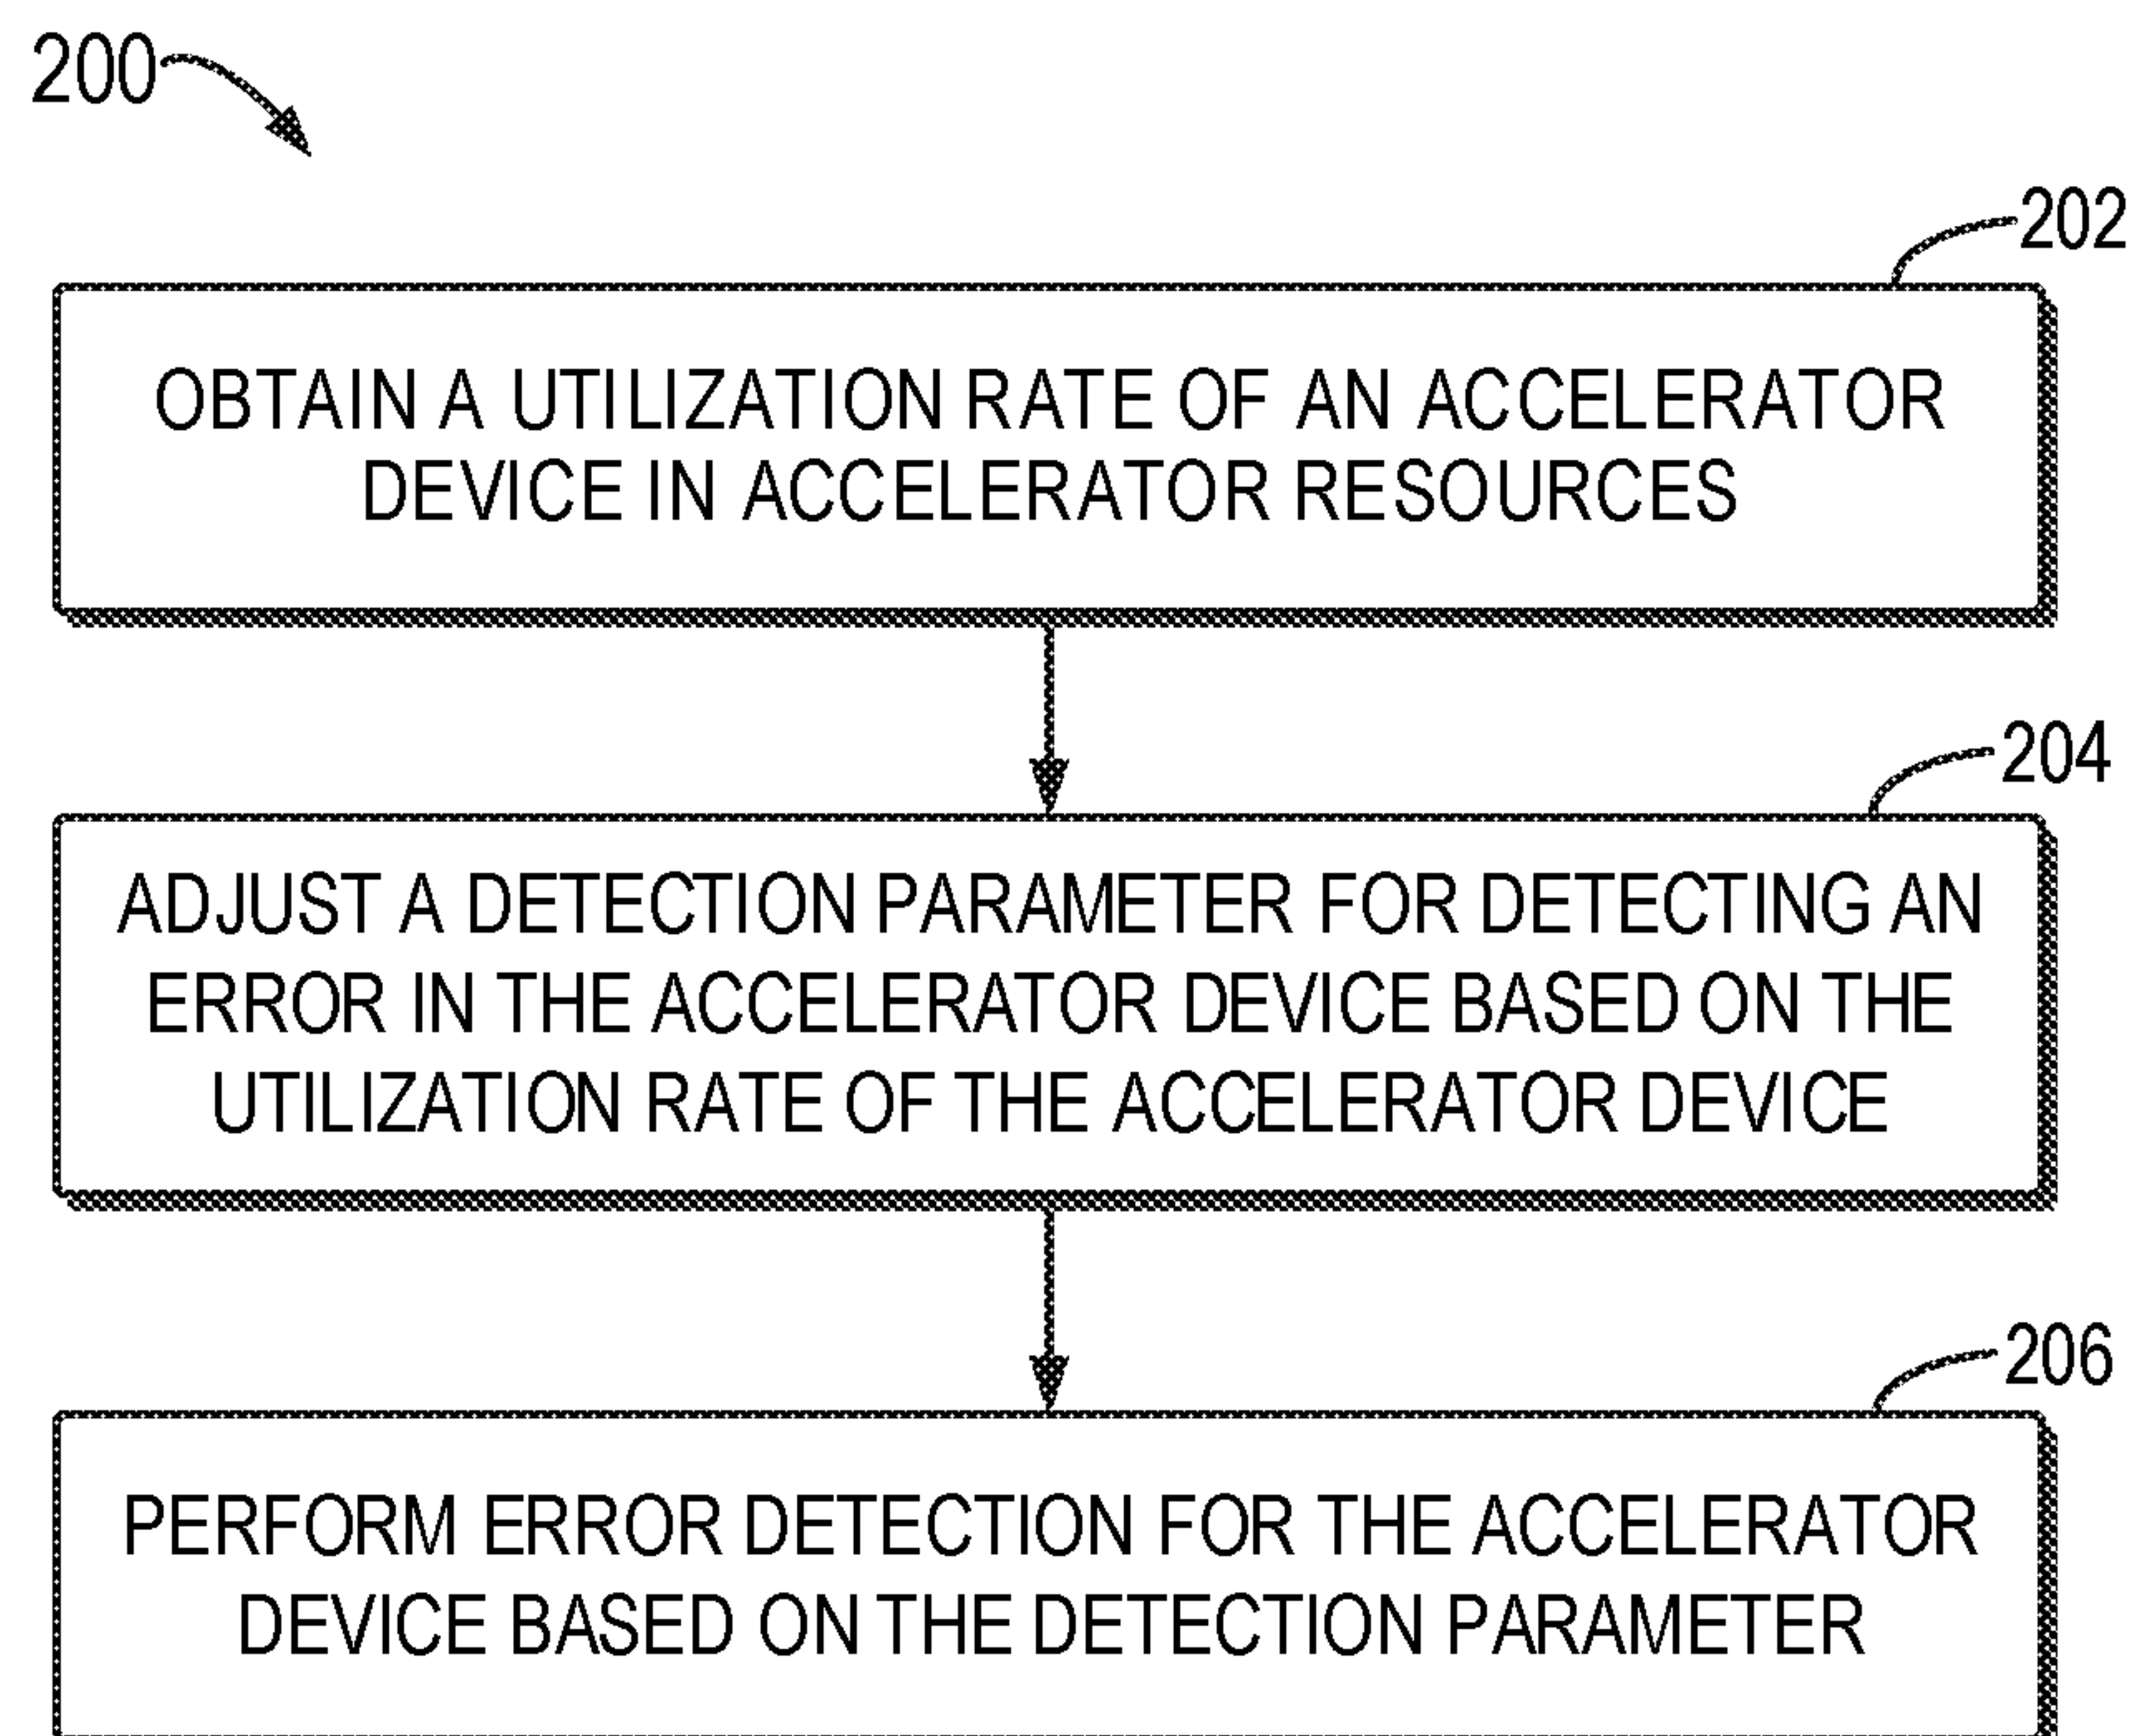 200
202
OBTAIN A UTILIZATION RATE OF AN ACCELERATOR
DEVICE IN ACCELERATOR RESOURCES
204
ADJUST A DETECTION PARAMETER FOR DETECTING AN
ERROR IN THE ACCELERATOR DEVICE BASED ON THE
UTILIZATION RATE OF THE ACCELERATOR DEVICE
206
PERFORM ERROR DETECTION FOR THE ACCELERATOR
DEVICE BASED ON THE DETECTION PARAMETER